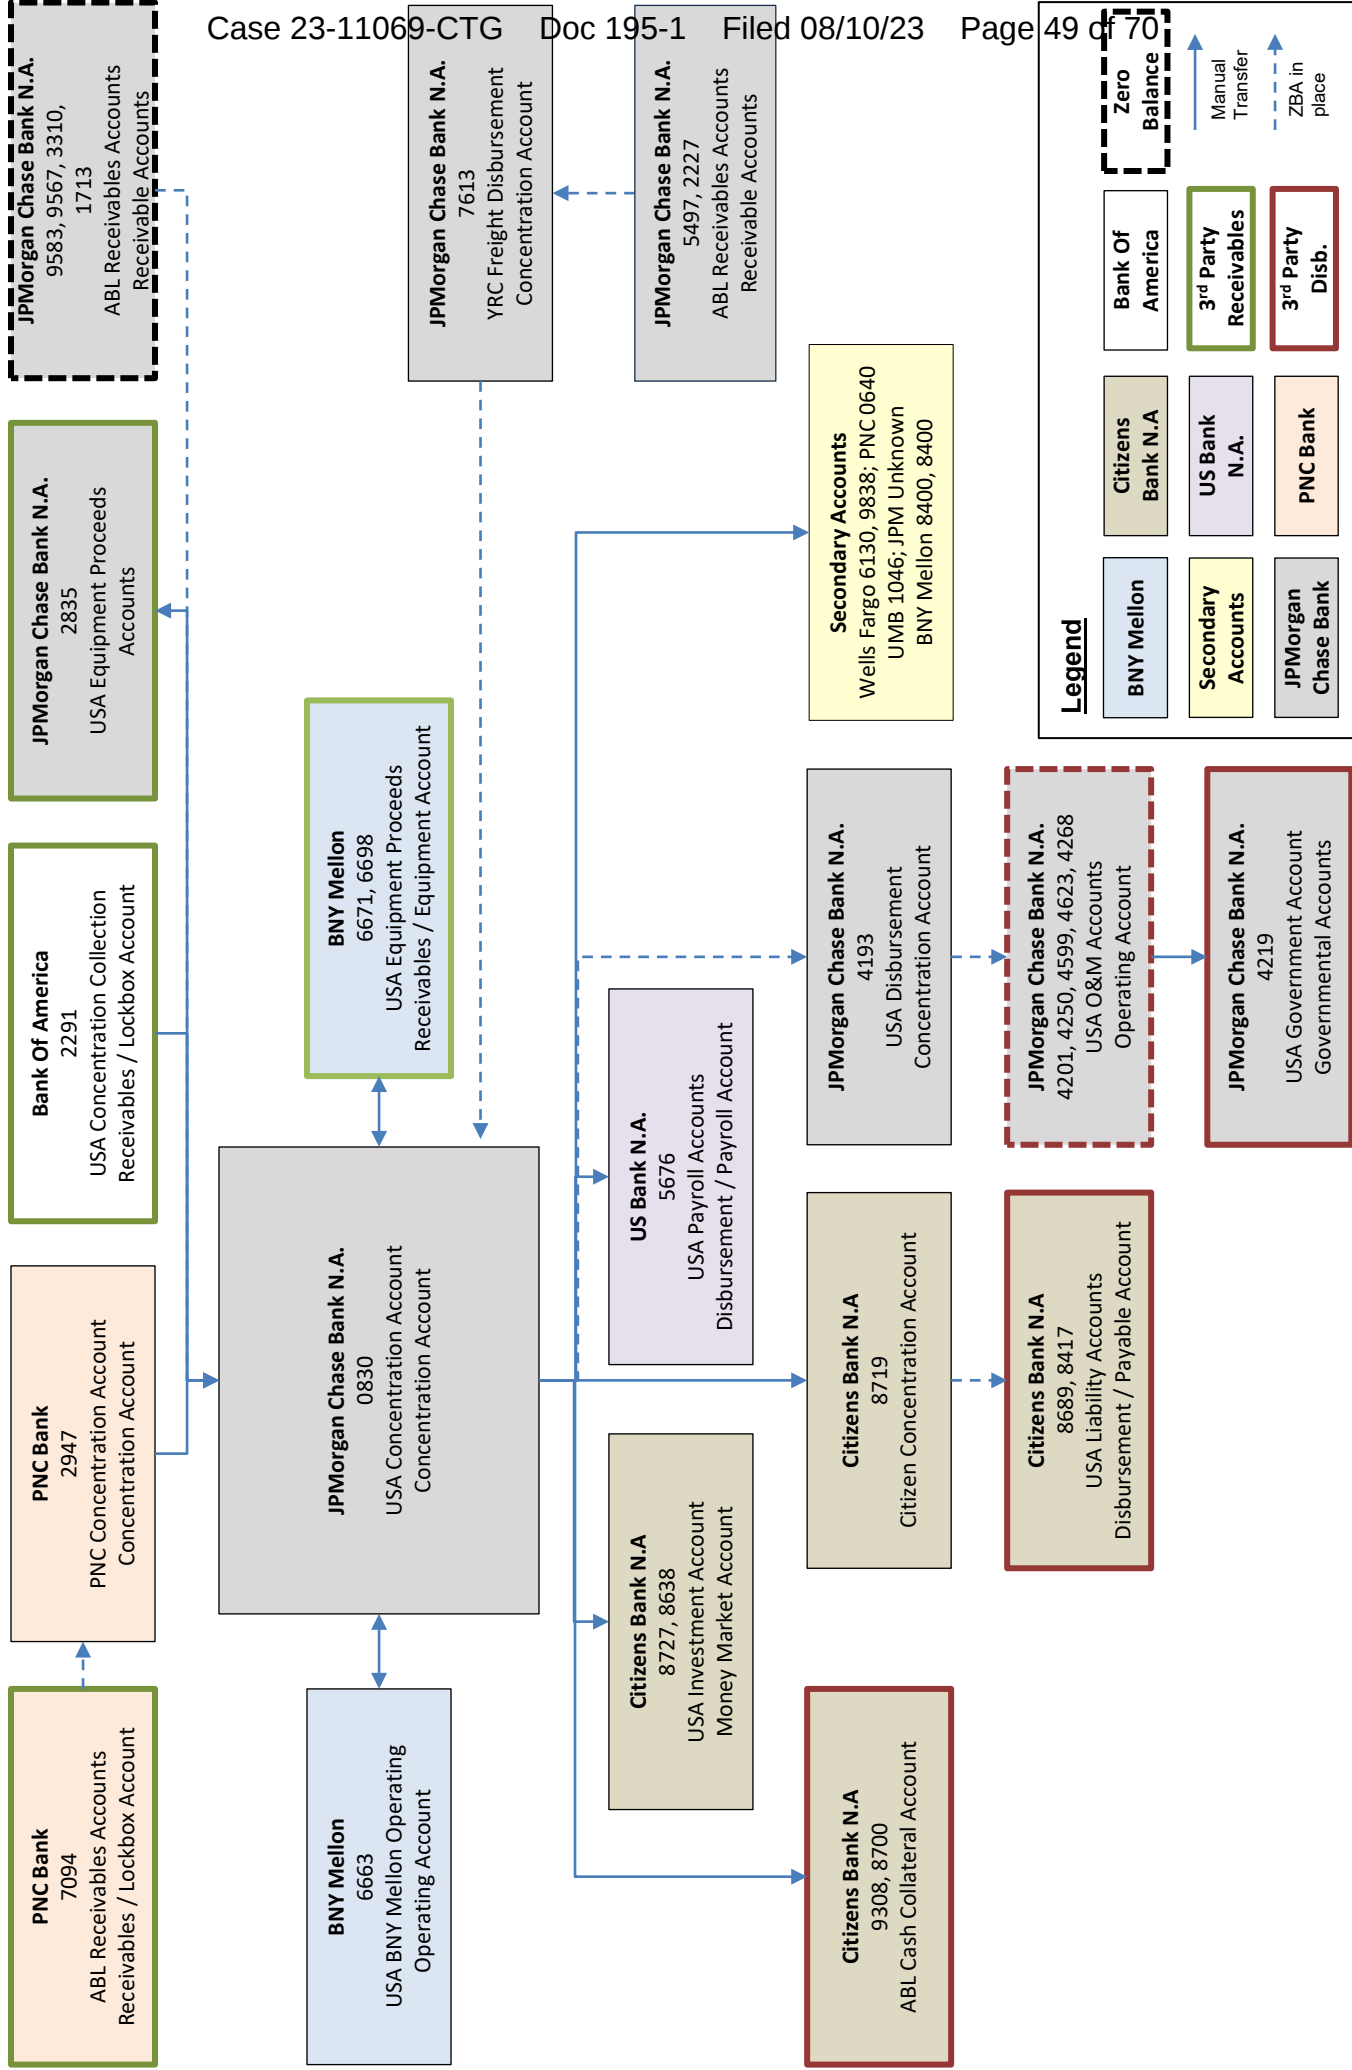 Case 23-11069-CTG Doc 195-1 Filed 08/10/23 Page 49 of 70
PNC Bank
7094
ABL Receivables Accounts
Receivables / Lockbox Account
PNC Bank
2947
PNC Concentration Account
Concentration Account
Bank Of America
2291
USA Concentration Collection
Receivables / Lockbox Account
JPMorgan Chase Bank N.A.
2835
USA Equipment Proceeds
Accounts
JPMorgan Chase Bank N.A.
9583, 9567, 3310,
1713
ABL Receivables Accounts
Receivable Accounts
BNY Mellon
6663
USA BNY Mellon Operating
Operating Account
JPMorgan Chase Bank N.A.
0830
USA Concentration Account
Concentration Account
BNY Mellon
6671, 6698
USA Equipment Proceeds
Receivables / Equipment Account
JPMorgan Chase Bank N.A.
7613
YRC Freight Disbursement
Concentration Account
JPMorgan Chase Bank N.A.
5497, 2227
ABL Receivables Accounts
Receivable Accounts
Citizens Bank N.A
8727, 8638
USA Investment Account
Money Market Account
US Bank N.A.
5676
USA Payroll Accounts
Disbursement / Payroll Account
Citizens Bank N.A
9308, 8700
ABL Cash Collateral Account
Citizens Bank N.A
8719
Citizen Concentration Account
JPMorgan Chase Bank N.A.
4193
USA Disbursement
Concentration Account
Secondary Accounts
Wells Fargo 6130, 9838; PNC 0640
UMB 1046; JPM Unknown
BNY Mellon 8400, 8400
Citizens Bank N.A
8689, 8417
USA Liability Accounts
Disbursement / Payable Account
JPMorgan Chase Bank N.A.
4201, 4250, 4599, 4623, 4268
USA O&M Accounts
Operating Account
JPMorgan Chase Bank N.A.
4219
USA Government Account
Governmental Accounts
Legend
BNY Mellon
Citizens
Bank N.A
Bank Of
America
Zero
Balance
Secondary
Accounts
US Bank
N.A.
3rd Party
Receivables
Manual
Transfer
JPMorgan
Chase Bank
PNC Bank
3rd Party
Disb.
ZBA in
place